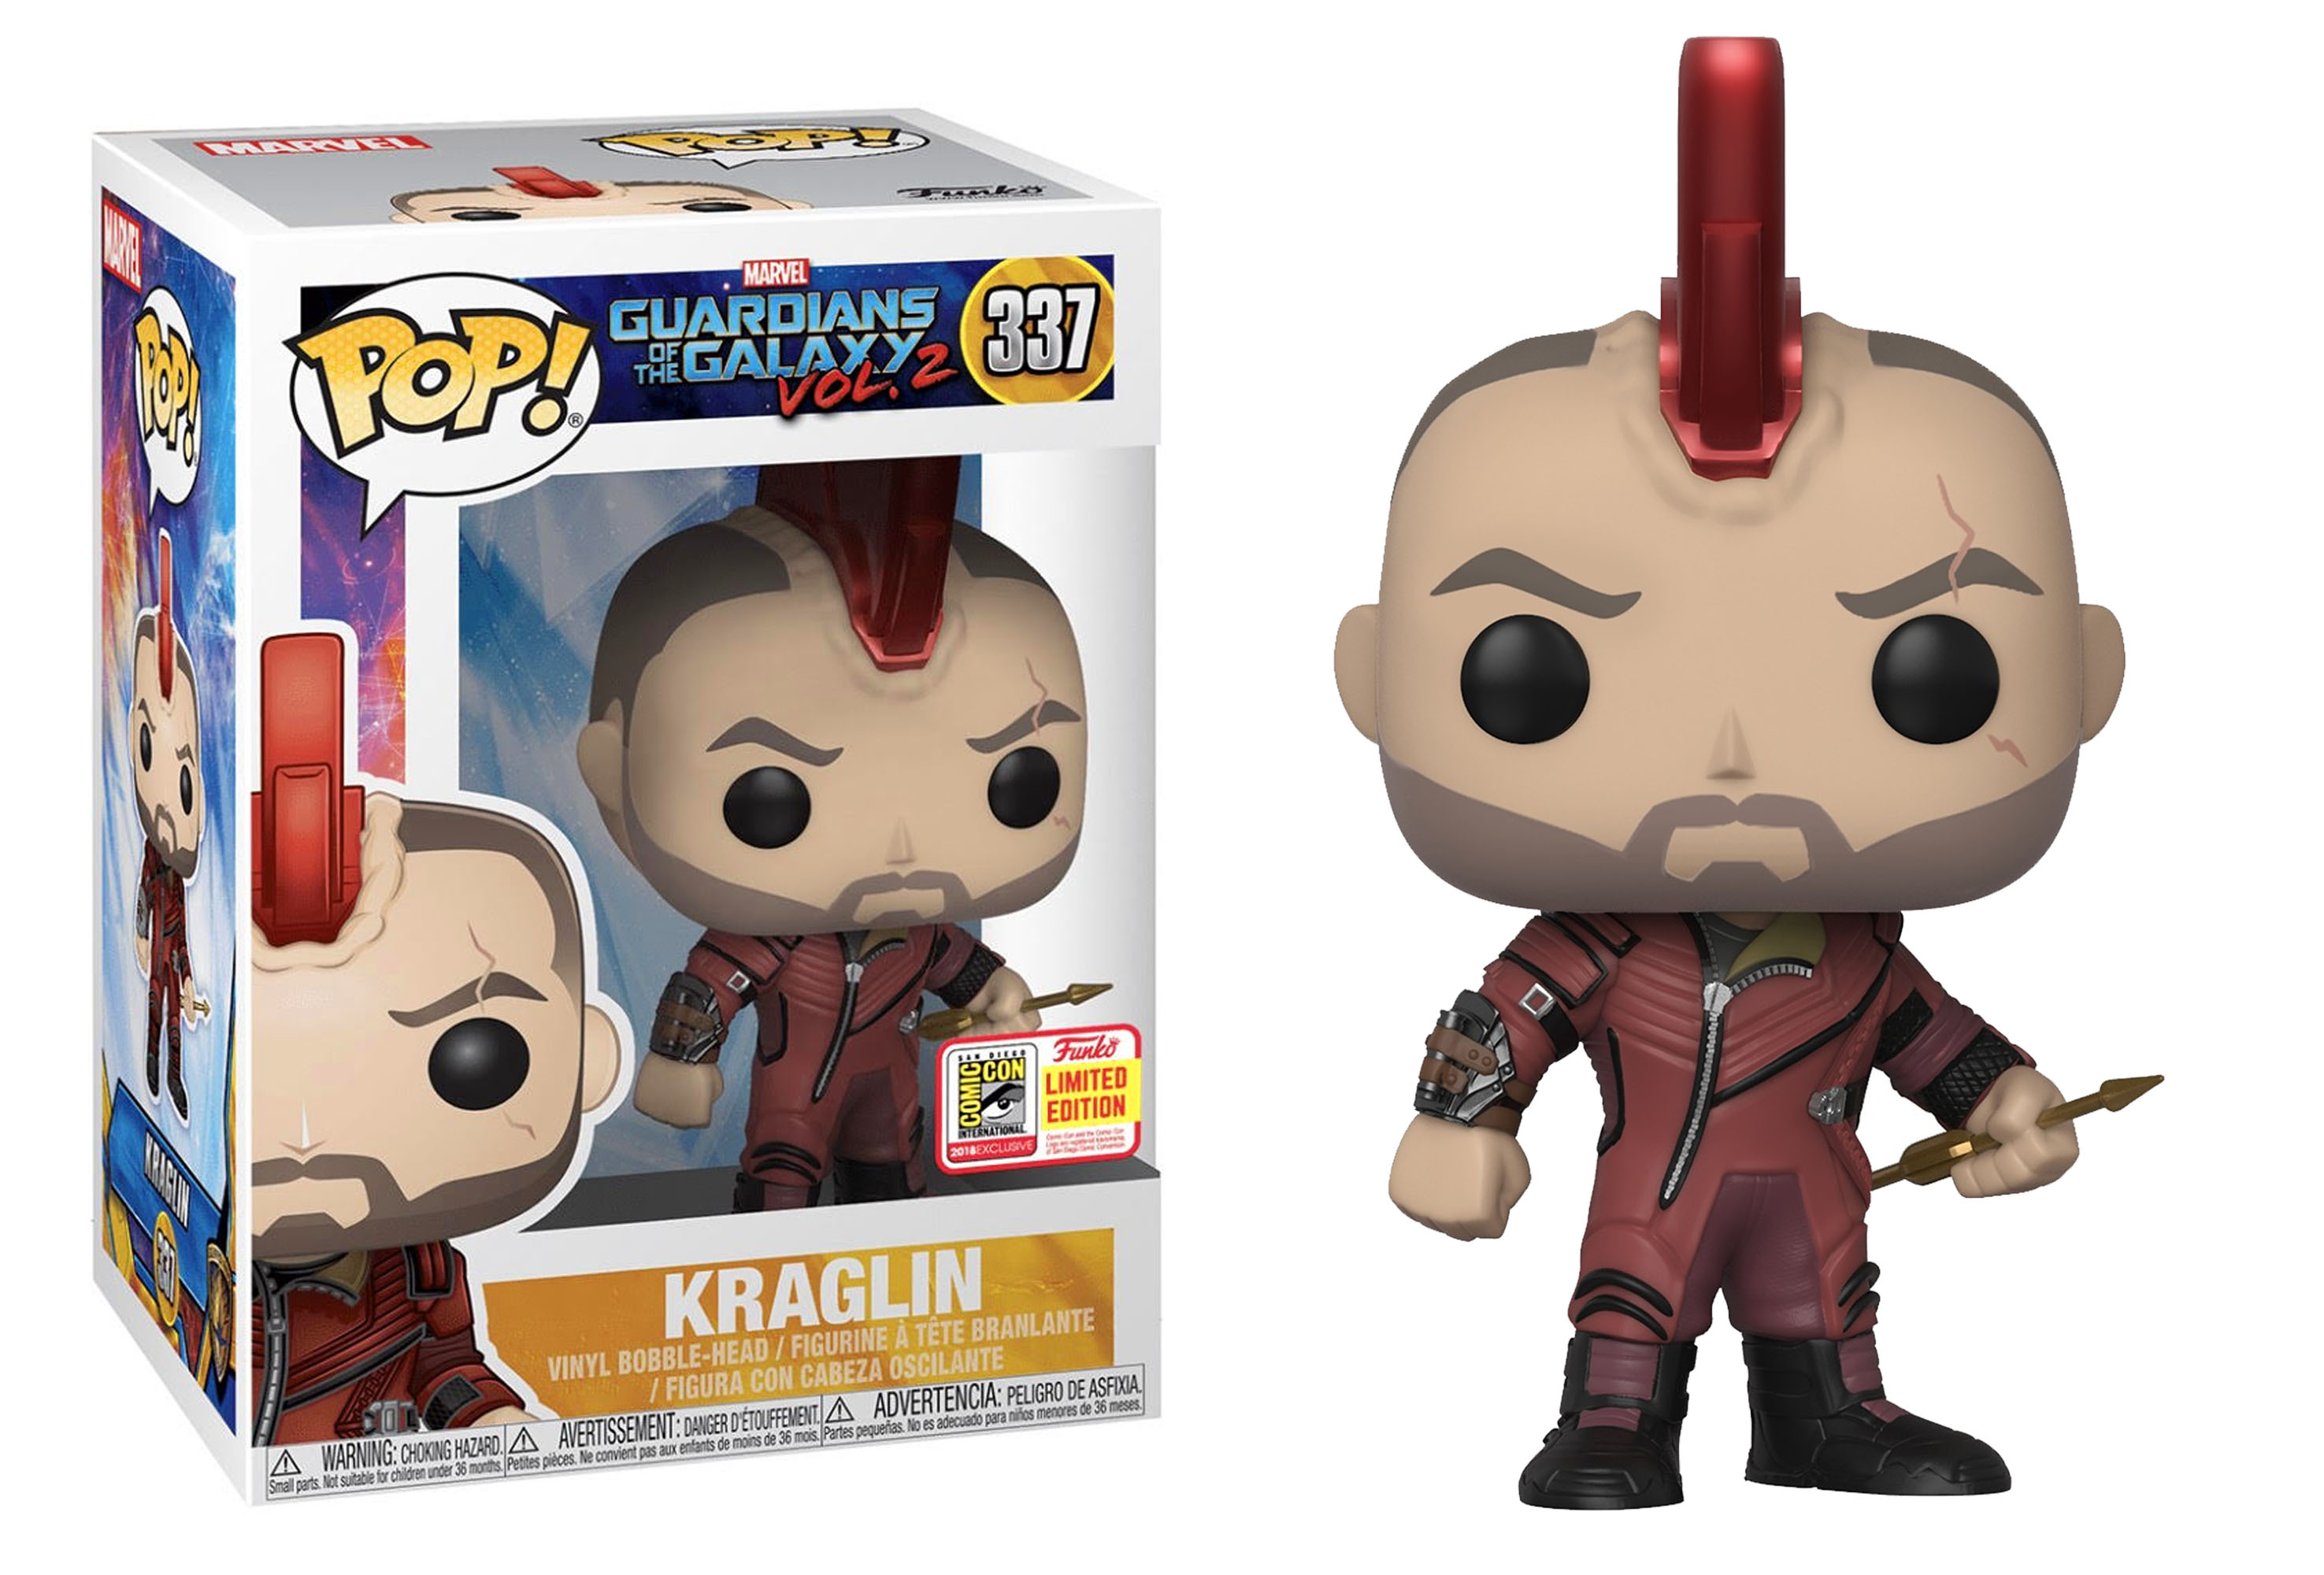 MARVEL
POP!
Funko
MARVEL
POP!
KRAGLIN
337
POP!®
MARVEL
GUARDIANS
OF THE GALAXY
VOL. 2
337
SAN DIEGO
COMIC CON
INTERNATIONAL
2018 EXCLUSIVE
Funko
LIMITED
EDITION
KRAGLIN
VINYL BOBBLE-HEAD / FIGURINE À TÊTE BRANLANTE
/ FIGURA CON CABEZA OSCILANTE
WARNING: CHOKING HAZARD.
Small parts. Not suitable for children under 36 months.
AVERTISSEMENT: DANGER D'ÉTOUFFEMENT.
Petites pièces. Ne convient pas aux enfants de moins de 36 mois.
ADVERTENCIA: PELIGRO DE ASFIXIA.
Partes pequeñas. No es adecuado para niños menores de 36 meses.